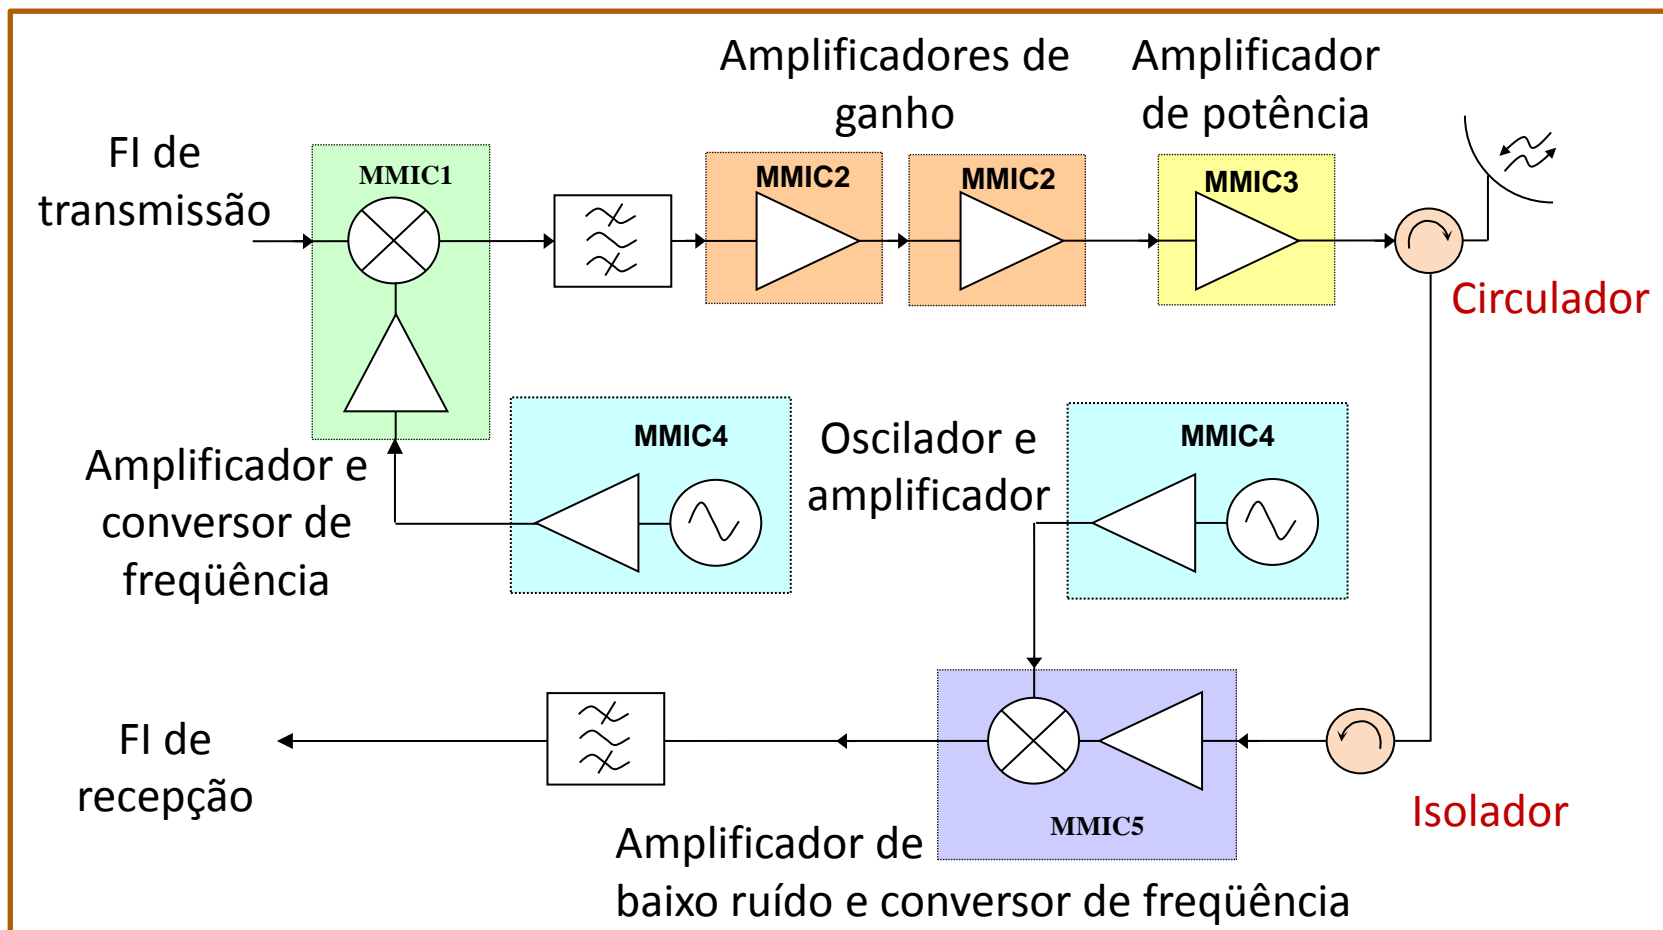 Amplificadores de
ganho
Amplificador
de potência
FI de
transmissão
MMIC1
MMIC2
MMIC2
MMIC3
Circulador
Amplificador e
conversor de
freqüência
MMIC4
Oscilador e
amplificador
MMIC4
FI de
recepção
MMIC5
Isolador
Amplificador de
baixo ruído e conversor de freqüência